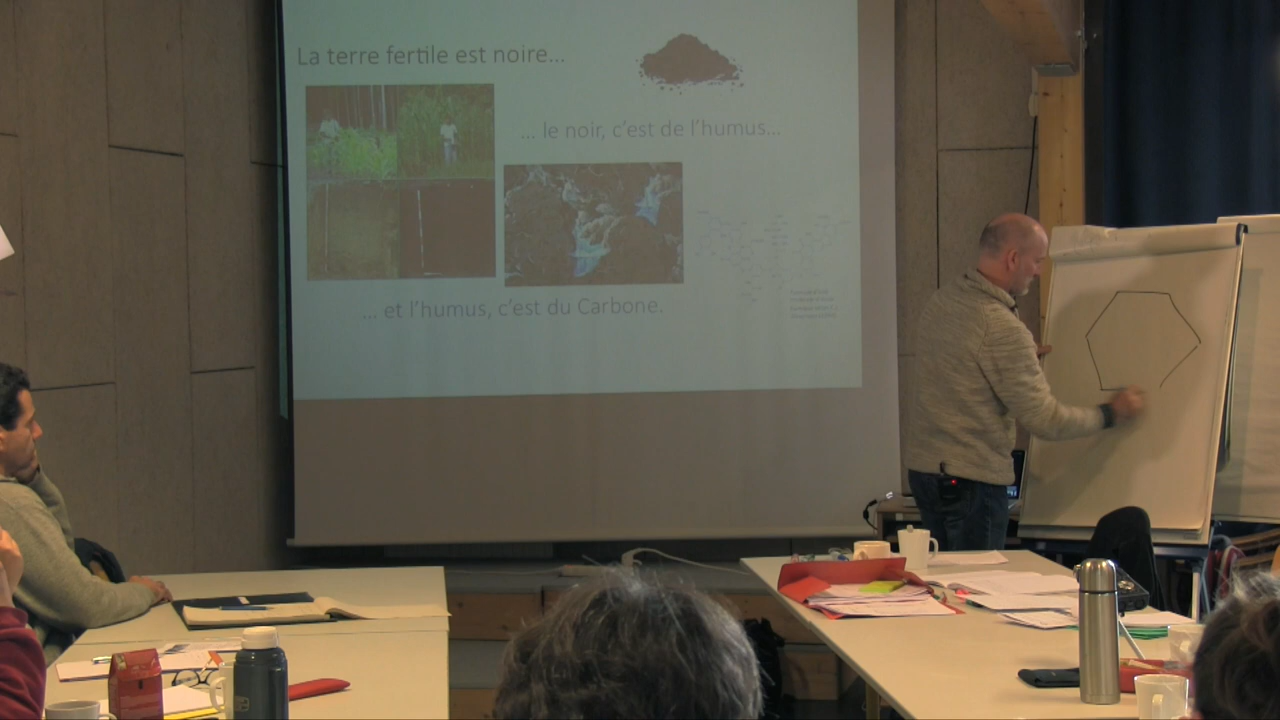 La terre fertile est noire...
... le noir, c'est de l'humus...
... et l'humus, c'est du Carbone.